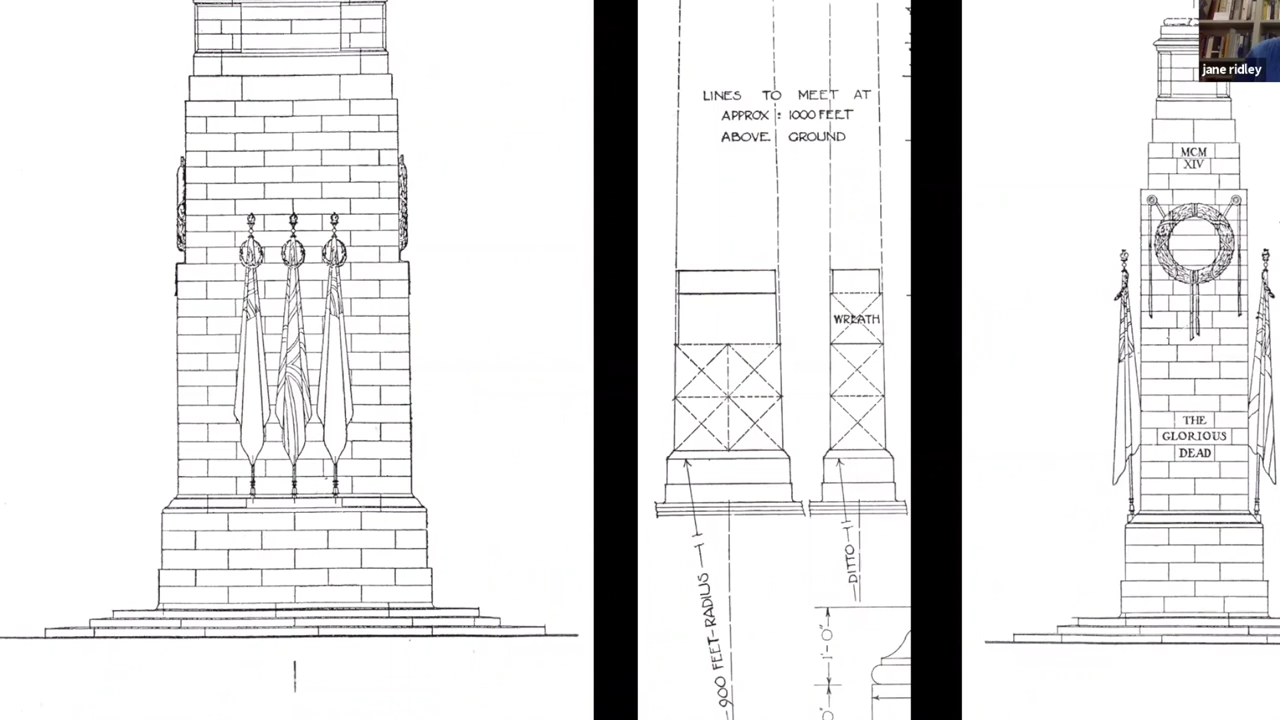 LINES TO MEET AT
APPROX : 1000 FEET
ABOVE GROUND
WREATH
900 FEET-RADIUS
DITTO
1'-0"
0"
MCM
XIV
THE
GLORIOUS
DEAD
jane ridley